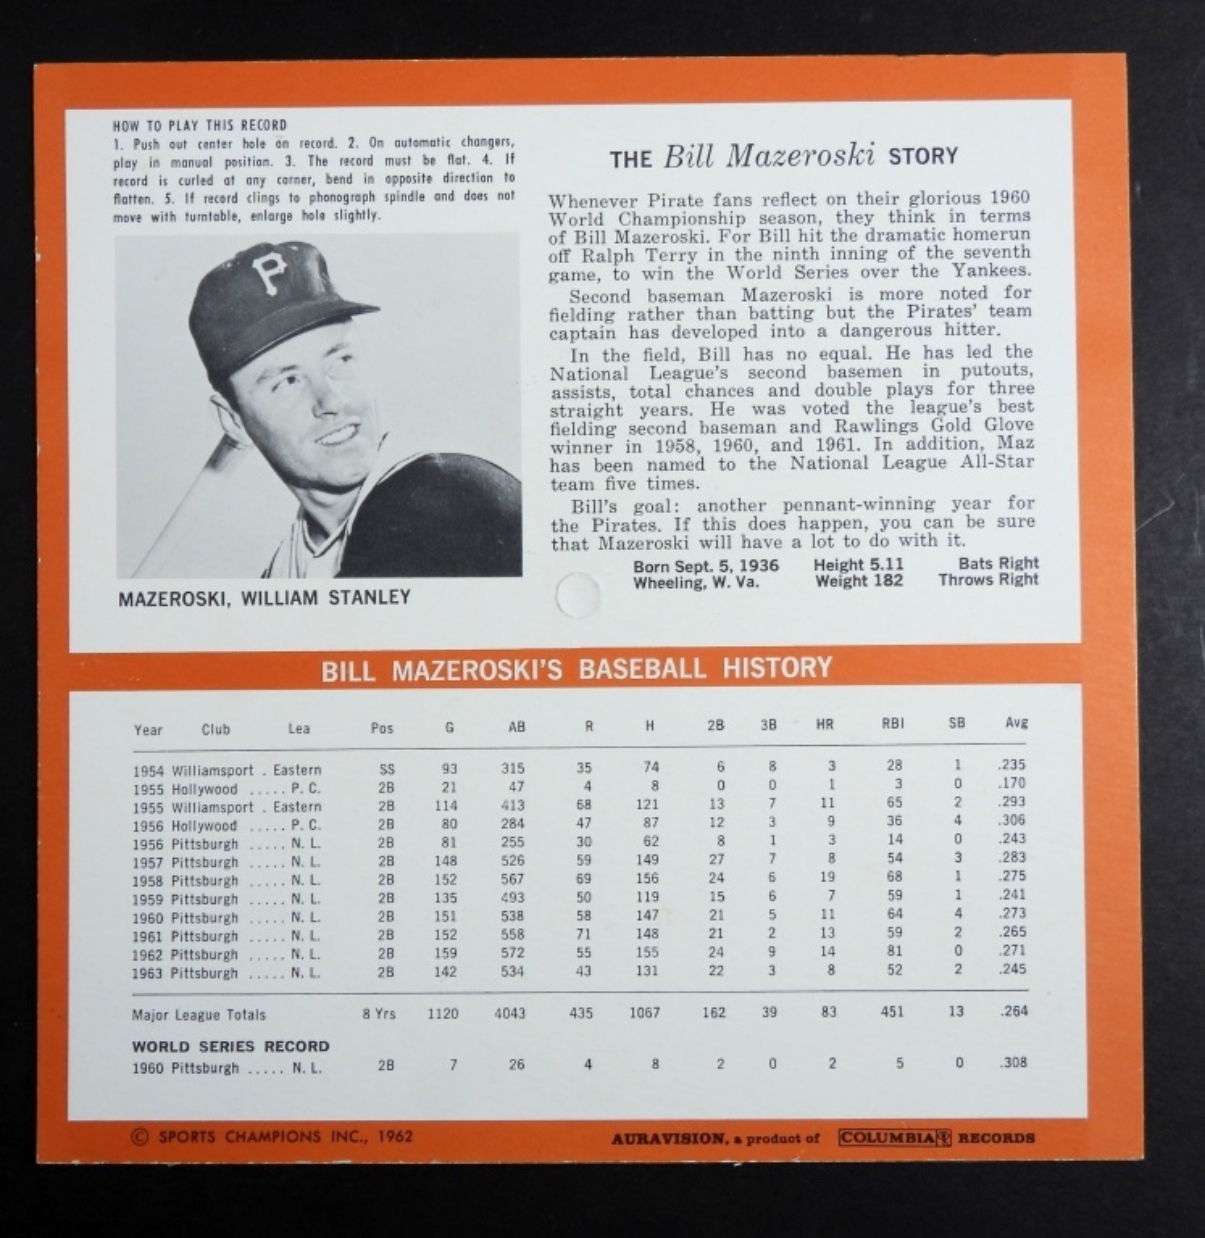 HOW TO PLAY THIS RECORD
1. Push out center hole on record. 2. On automatic changers,
play in manual position. 3. The record must be flat. 4. If
record is curled at any corner, bend in opposite direction to
flatten. 5. If record clings to phonograph spindle and does not
move with turntable, enlarge hole slightly.
P
MAZEROSKI, WILLIAM STANLEY
THE Bill Mazeroski STORY
Whenever Pirate fans reflect on their glorious 1960
World Championship season, they think in terms
of Bill Mazeroski. For Bill hit the dramatic homerun
off Ralph Terry in the ninth inning of the seventh
game, to win the World Series over the Yankees.
Second baseman Mazeroski is more noted for
fielding rather than batting but the Pirates' team
captain has developed into a dangerous hitter.
In the field, Bill has no equal. He has led the
National League's second basemen in putouts,
assists, total chances and double plays for three
straight years. He was voted the league's best
fielding second baseman and Rawlings Gold Glove
winner in 1958, 1960, and 1961. In addition, Maz
has been named to the National League All-Star
team five times.
Bill's goal: another pennant-winning year for
the Pirates. If this does happen, you can be sure
that Mazeroski will have a lot to do with it.
Born Sept. 5, 1936 Height 5.11 Bats Right
Wheeling, W. Va. Weight 182 Throws Right
BILL MAZEROSKI'S BASEBALL HISTORY
Year Club Lea Pos G AB R H 2B 3B HR RBI SB Avg
1954 Williamsport . Eastern SS 93 315 35 74 6 8 3 28 1 .235
1955 Hollywood ..... P. C. 2B 21 47 4 8 0 0 1 3 0 .170
1955 Williamsport . Eastern 2B 114 413 68 121 13 7 11 65 2 .293
1956 Hollywood ..... P. C. 2B 80 284 47 87 12 3 9 36 4 .306
1956 Pittsburgh ..... N. L. 2B 81 255 30 62 8 1 3 14 0 .243
1957 Pittsburgh ..... N. L. 2B 148 526 59 149 27 7 8 54 3 .283
1958 Pittsburgh ..... N. L. 2B 152 567 69 156 24 6 19 68 1 .275
1959 Pittsburgh ..... N. L. 2B 135 493 50 119 15 6 7 59 1 .241
1960 Pittsburgh ..... N. L. 2B 151 538 58 147 21 5 11 64 4 .273
1961 Pittsburgh ..... N. L. 2B 152 558 71 148 21 2 13 59 2 .265
1962 Pittsburgh ..... N. L. 2B 159 572 55 155 24 9 14 81 0 .271
1963 Pittsburgh ..... N. L. 2B 142 534 43 131 22 3 8 52 2 .245
Major League Totals 8 Yrs 1120 4043 435 1067 162 39 83 451 13 .264
WORLD SERIES RECORD
1960 Pittsburgh ..... N. L. 2B 7 26 4 8 2 0 2 5 0 .308
© SPORTS CHAMPIONS INC., 1962
AURAVISION, a product of COLUMBIA RECORDS